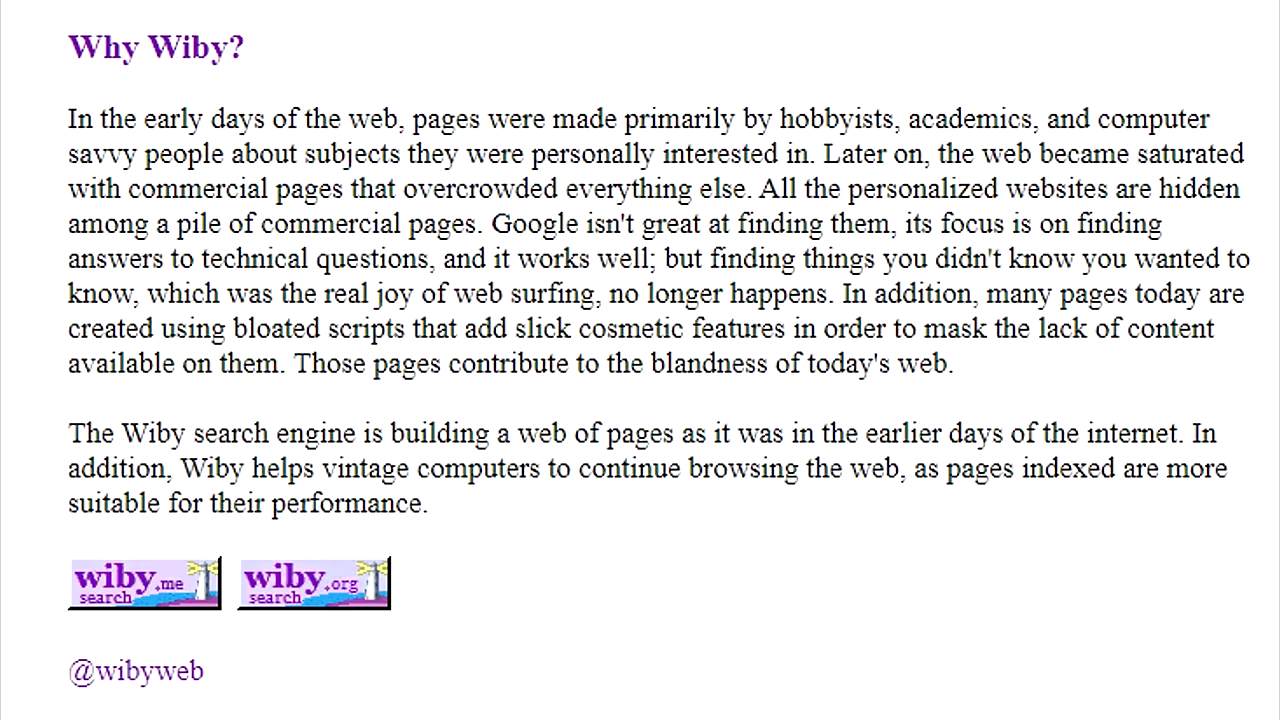 Why Wiby?
In the early days of the web, pages were made primarily by hobbyists, academics, and computer
savvy people about subjects they were personally interested in. Later on, the web became saturated
with commercial pages that overcrowded everything else. All the personalized websites are hidden
among a pile of commercial pages. Google isn't great at finding them, its focus is on finding
answers to technical questions, and it works well; but finding things you didn't know you wanted to
know, which was the real joy of web surfing, no longer happens. In addition, many pages today are
created using bloated scripts that add slick cosmetic features in order to mask the lack of content
available on them. Those pages contribute to the blandness of today's web.
The Wiby search engine is building a web of pages as it was in the earlier days of the internet. In
addition, Wiby helps vintage computers to continue browsing the web, as pages indexed are more
suitable for their performance.
wiby.me wiby.org
search search
@wibyweb